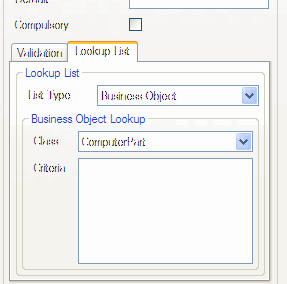 Default
Compulsory
Validation Lookup List
Lookup List
List Type Business Object
Business Object Lookup
Class ComputerPart
Criteria